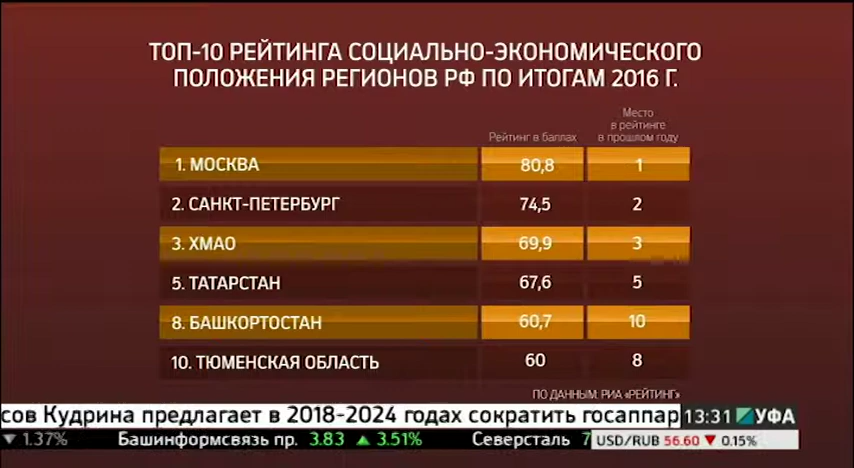 ТОП-10 РЕЙТИНГА СОЦИАЛЬНО-ЭКОНОМИЧЕСКОГО
ПОЛОЖЕНИЯ РЕГИОНОВ РФ ПО ИТОГАМ 2016 Г.
Рейтинг в баллах
Место
в рейтинге
в прошлом году
1. МОСКВА 80,8 1
2. САНКТ-ПЕТЕРБУРГ 74,5 2
3. ХМАО 69,9 3
5. ТАТАРСТАН 67,6 5
8. БАШКОРТОСТАН 60,7 10
10. ТЮМЕНСКАЯ ОБЛАСТЬ 60 8
ПО ДАННЫМ: РИА «РЕЙТИНГ»
сов Кудрина предлагает в 2018-2024 годах сократить госаппар 13:31 УФА
▼ 1.37% Башинформсвязь пр. 3.83 ▲ 3.51% Северсталь 7 USD/RUB 56.60 ▼ 0.15%